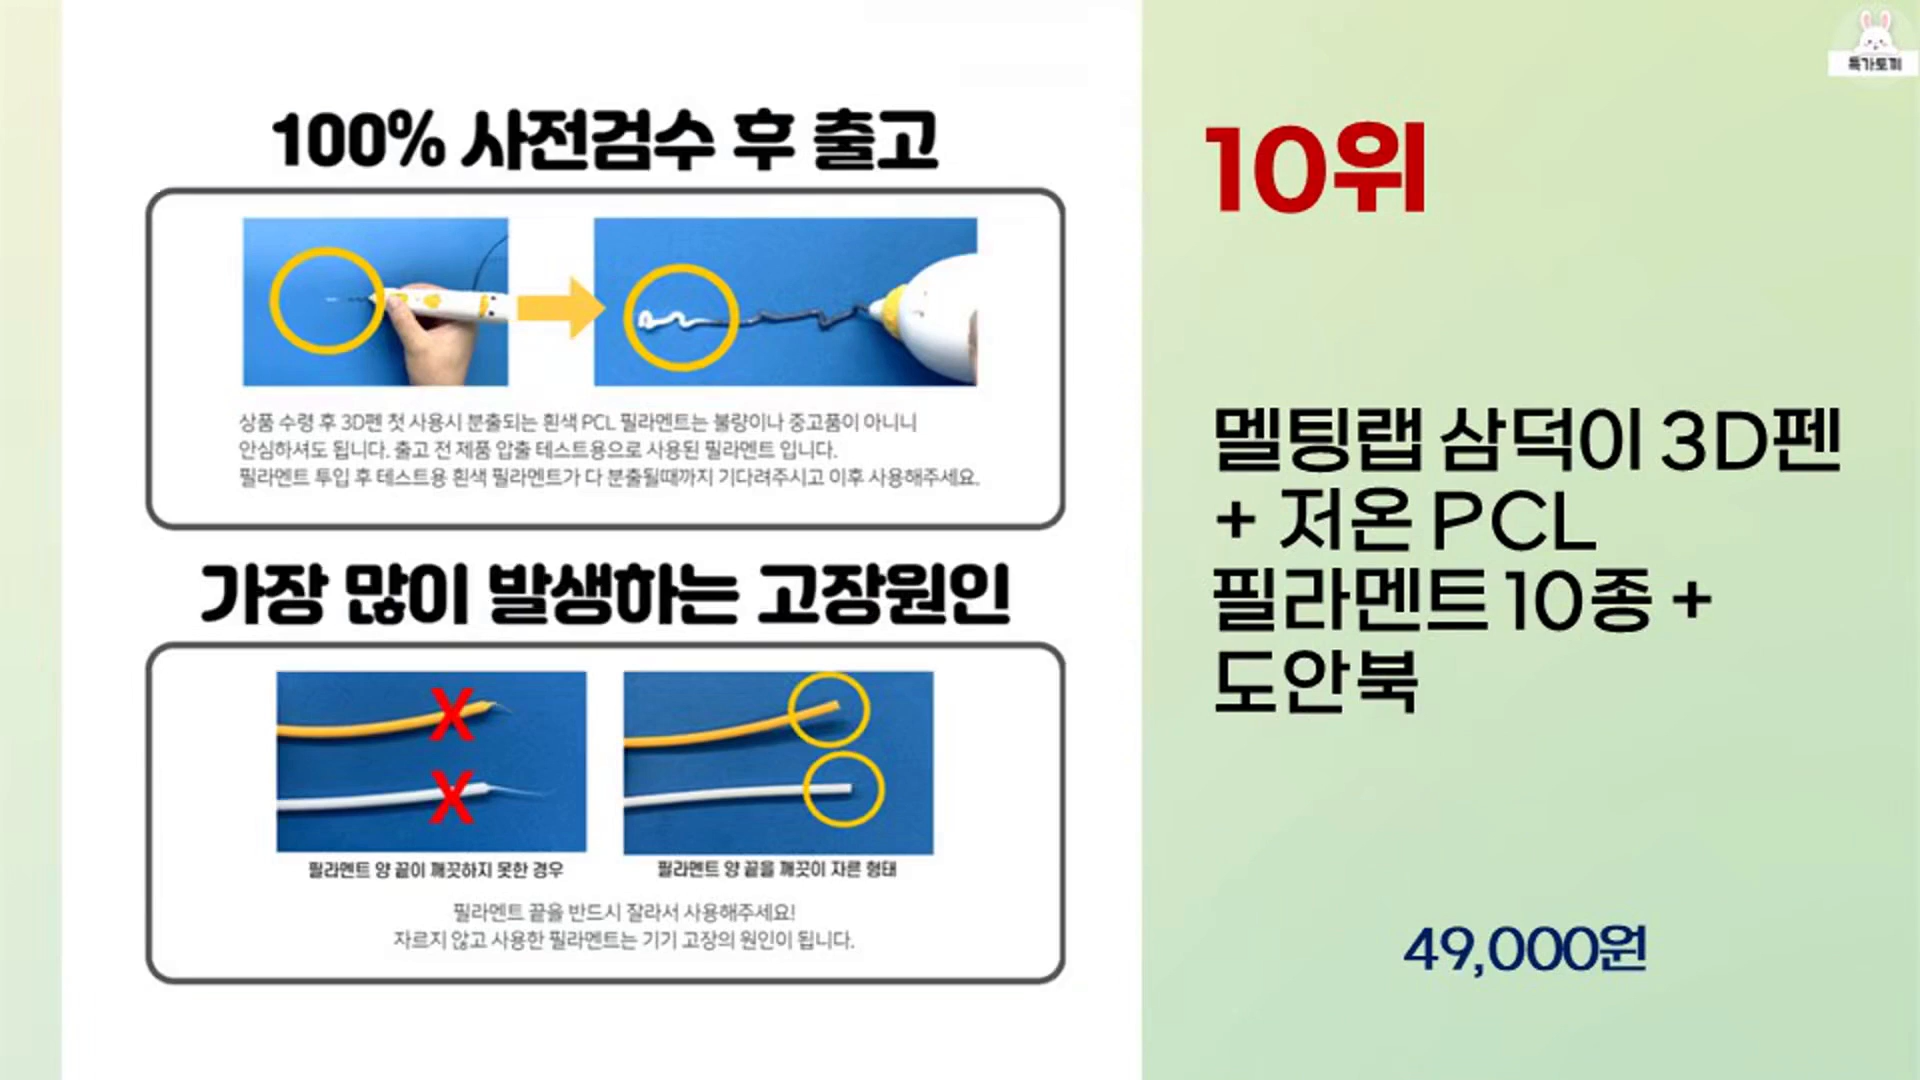 100% 사전검수 후 출고
상품 수령 후 3D펜 첫 사용시 분출되는 흰색 PCL 필라멘트는 불량이나 중고품이 아니니
안심하셔도 됩니다. 출고 전 제품 압출 테스트용으로 사용된 필라멘트 입니다.
필라멘트 투입 후 테스트용 흰색 필라멘트가 다 분출될때까지 기다려주시고 이후 사용해주세요.
가장 많이 발생하는 고장원인
X
X
필라멘트 양 끝이 깨끗하지 못한 경우
필라멘트 양 끝을 깨끗이 자른 형태
필라멘트 끝을 반드시 잘라서 사용해주세요!
자르지 않고 사용한 필라멘트는 기기 고장의 원인이 됩니다.
특가토끼
10위
멜팅랩 삼덕이 3D펜
+ 저온 PCL
필라멘트 10종 +
도안북
49,000원